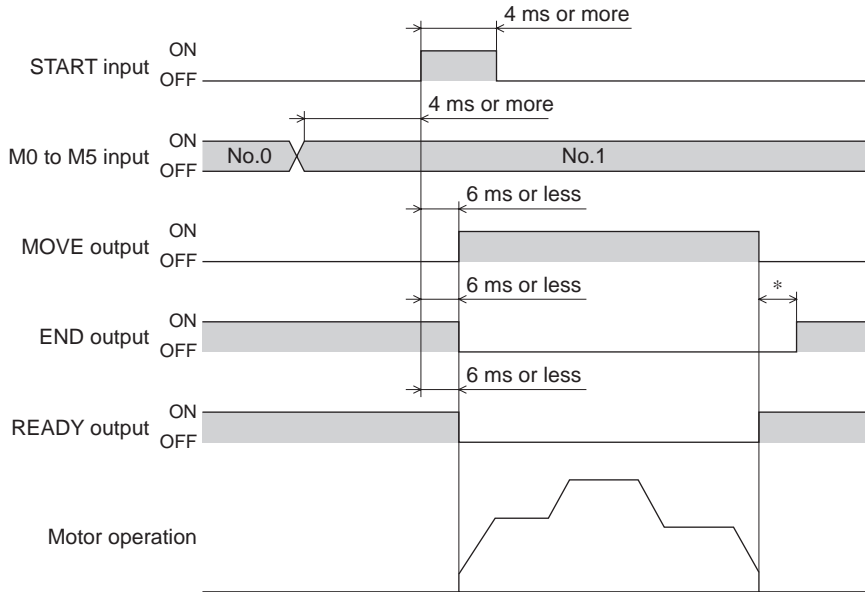 4 ms or more
START input ON
OFF
4 ms or more
M0 to M5 input ON
OFF
No.0 No.1
6 ms or less
MOVE output ON
OFF
6 ms or less *
END output ON
OFF
6 ms or less
READY output ON
OFF
Motor operation